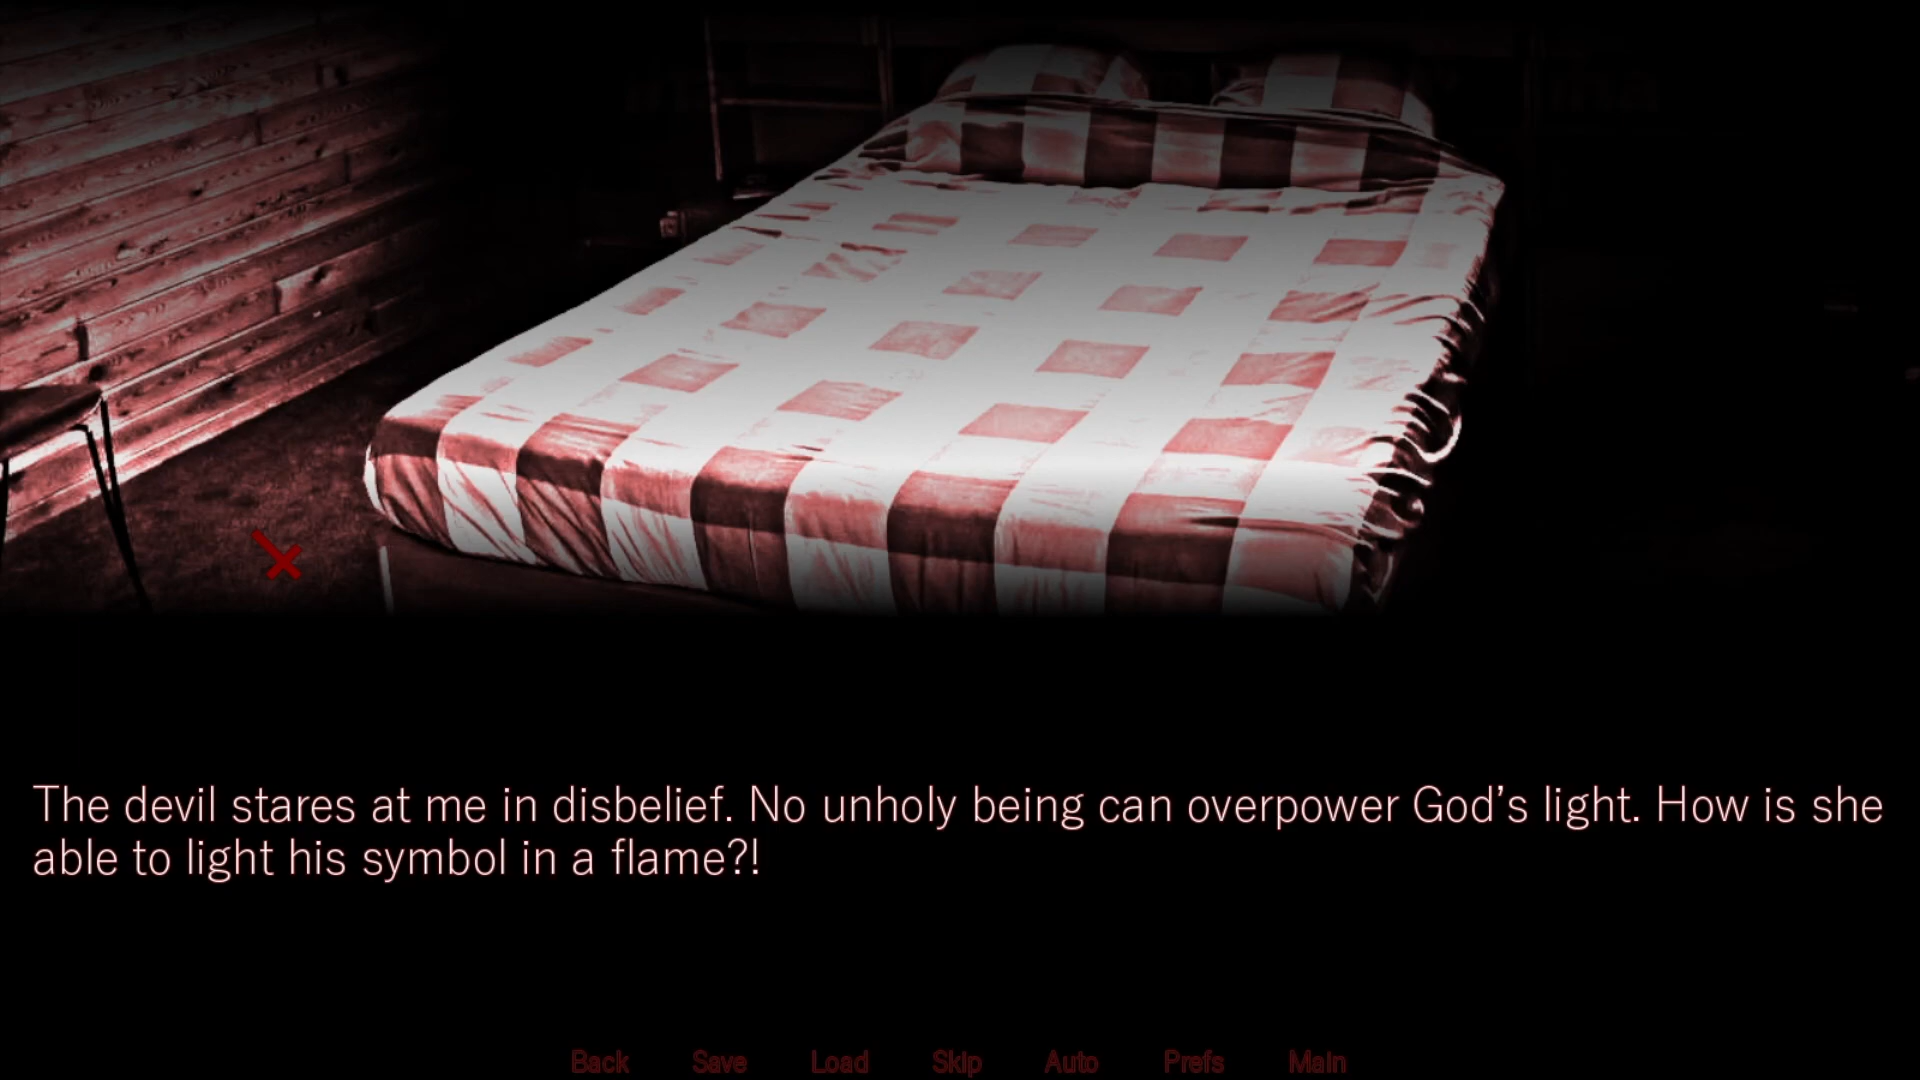 The devil stares at me in disbelief. No unholy being can overpower God’s light. How is she
able to light his symbol in a flame?!
Back Save Load Skip Auto Prefs Main